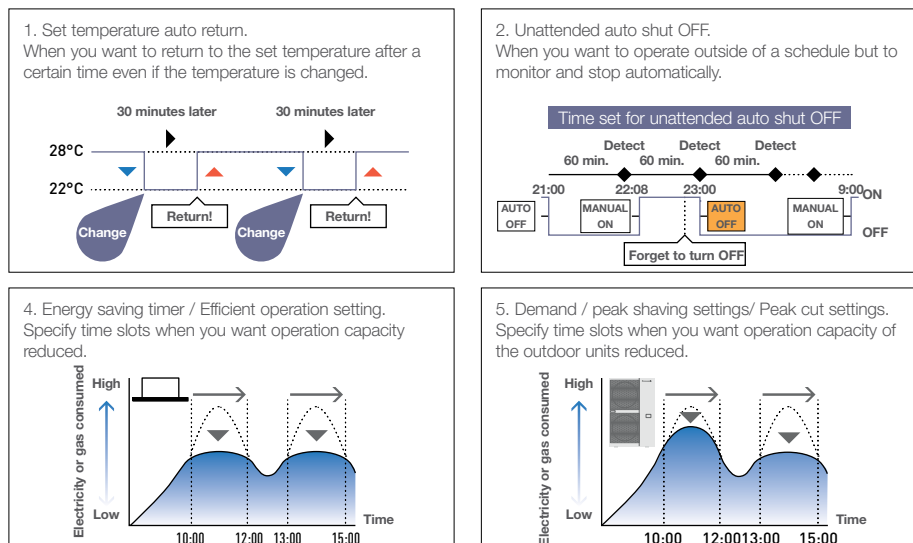 1. Set temperature auto return.
When you want to return to the set temperature after a
certain time even if the temperature is changed.
30 minutes later
30 minutes later
28°C
22°C
Change
Return!
Change
Return!
2. Unattended auto shut OFF.
When you want to operate outside of a schedule but to
monitor and stop automatically.
Time set for unattended auto shut OFF
Detect
Detect
Detect
60 min.
60 min.
60 min.
21:00
22:08
23:00
9:00
ON
AUTO
OFF
MANUAL
ON
AUTO
OFF
MANUAL
ON
OFF
Forget to turn OFF
4. Energy saving timer / Efficient operation setting.
Specify time slots when you want operation capacity
reduced.
Electricity or gas consumed
High
Low
Time
10:00
12:00
13:00
15:00
5. Demand / peak shaving settings/ Peak cut settings.
Specify time slots when you want operation capacity of
the outdoor units reduced.
Electricity or gas consumed
High
Low
Time
10:00
12:00
13:00
15:00